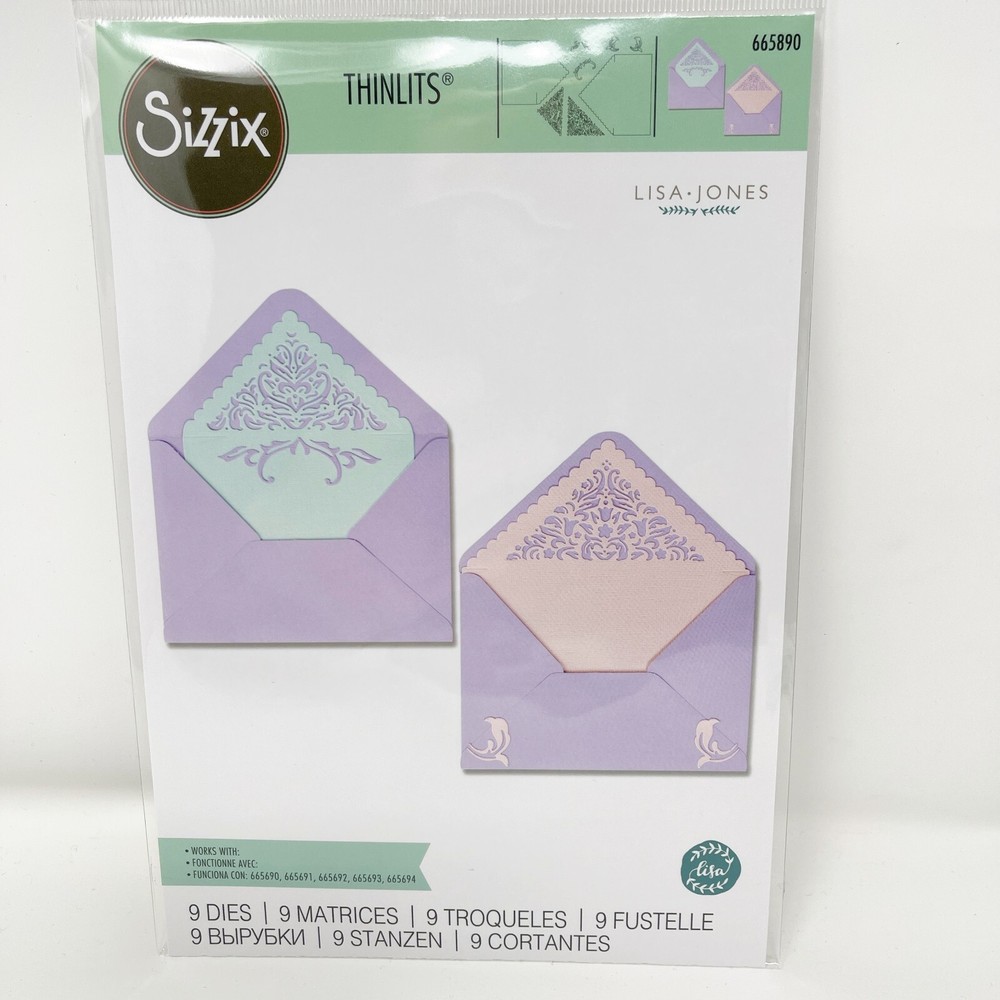 Sizzix®
THINLITS®
665890
LISA·JONES
• WORKS WITH:
• FONCTIONNE AVEC:
• FUNCIONA CON: 665690, 665691, 665692, 665693, 665694
lisa
9 DIES | 9 MATRICES | 9 TROQUELES | 9 FUSTELLE
9 ВЫРУБКИ | 9 STANZEN | 9 CORTANTES